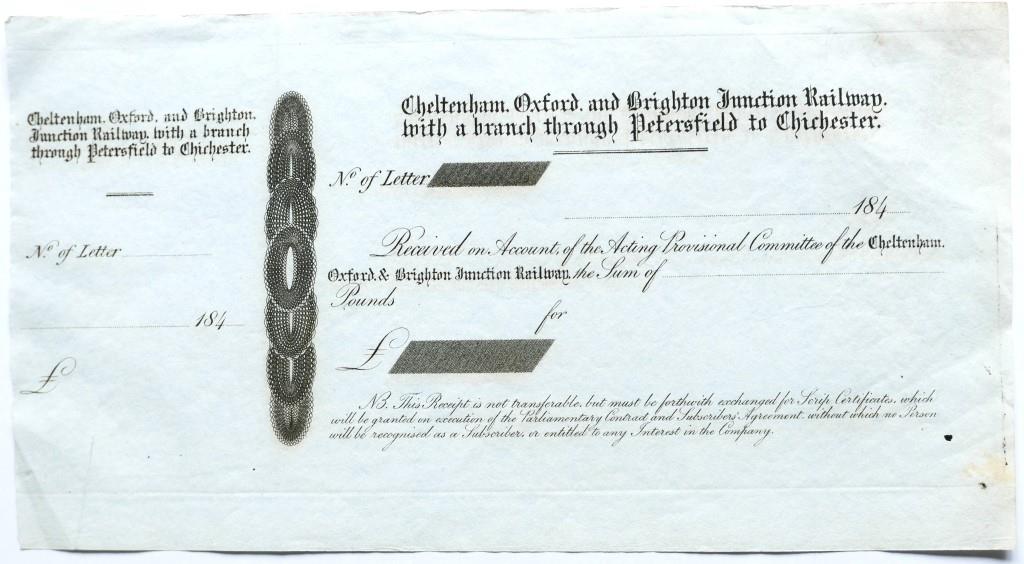 Cheltenham, Oxford, and Brighton
Junction Railway, with a branch
through Petersfield to Chichester.
No. of Letter
184
£
Cheltenham, Oxford, and Brighton Junction Railway,
with a branch through Petersfield to Chichester.
No. of Letter
184
Received on Account, of the Acting Provisional Committee of the Cheltenham,
Oxford, & Brighton Junction Railway, the Sum of
Pounds
for
£
NB. This Receipt is not transferable, but must be forthwith exchanged for Scrip Certificates, which
will be granted on execution of the Parliamentary Contract and Subscribers' Agreement, without which no Person
will be recognised as a Subscriber, or entitled to any Interest in the Company.